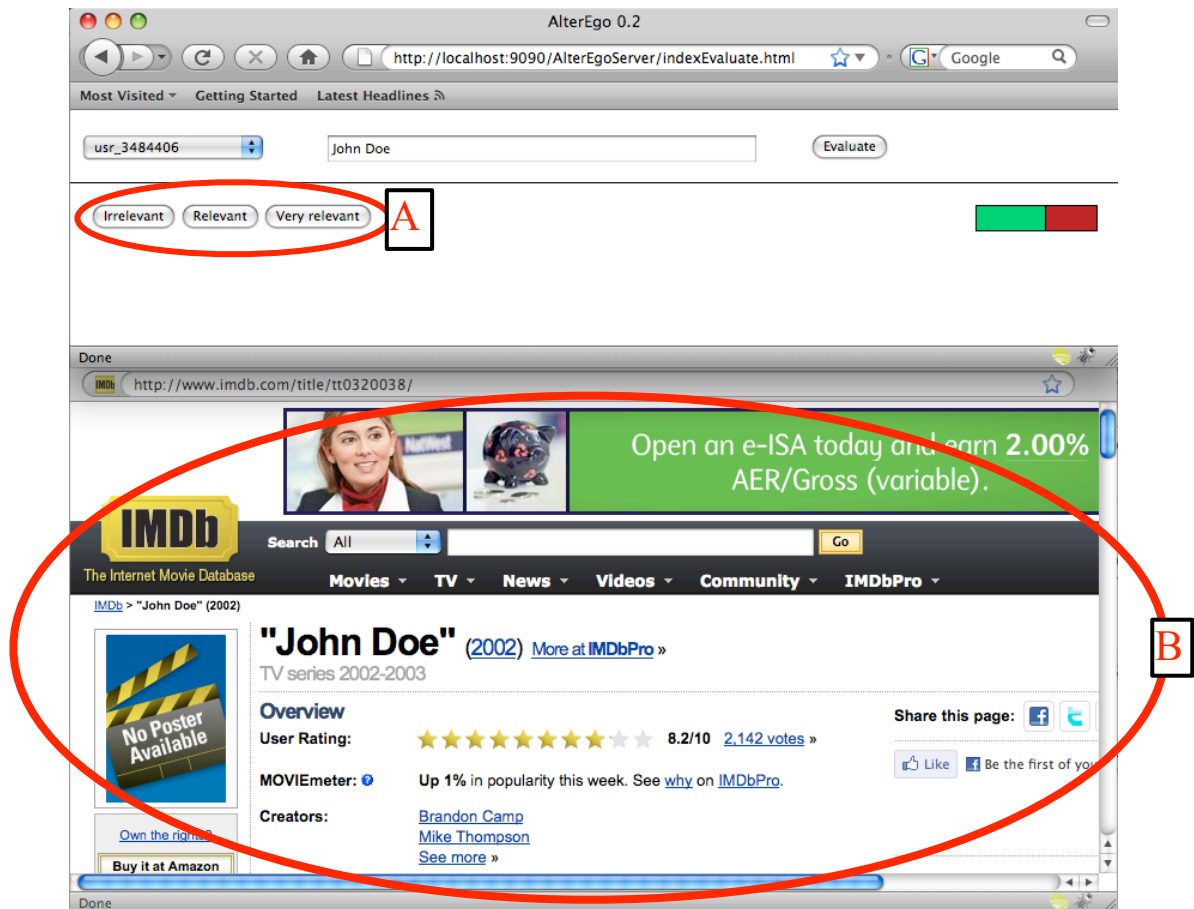 AlterEgo 0.2
http://localhost:9090/AlterEgoServer/indexEvaluate.html
Google
Most Visited Getting Started Latest Headlines
usr_3484406 John Doe Evaluate
Irrelevant Relevant Very relevant A
Done
IMDb http://www.imdb.com/title/tt0320038/
NatWest
Open an e-ISA today and earn 2.00%
AER/Gross (variable).
IMDb
The Internet Movie Database
Search All Go
Movies TV News Videos Community IMDbPro
IMDb > "John Doe" (2002)
"John Doe" (2002) More at IMDbPro »
TV series 2002-2003
B
No Poster
Available
Overview
Share this page:
User Rating: 8.2/10 2,142 votes »
Like Be the first of you
MOVIEmeter: Up 1% in popularity this week. See why on IMDbPro.
Creators: Brandon Camp
Mike Thompson
See more »
Own the rights?
Buy it at Amazon
Done